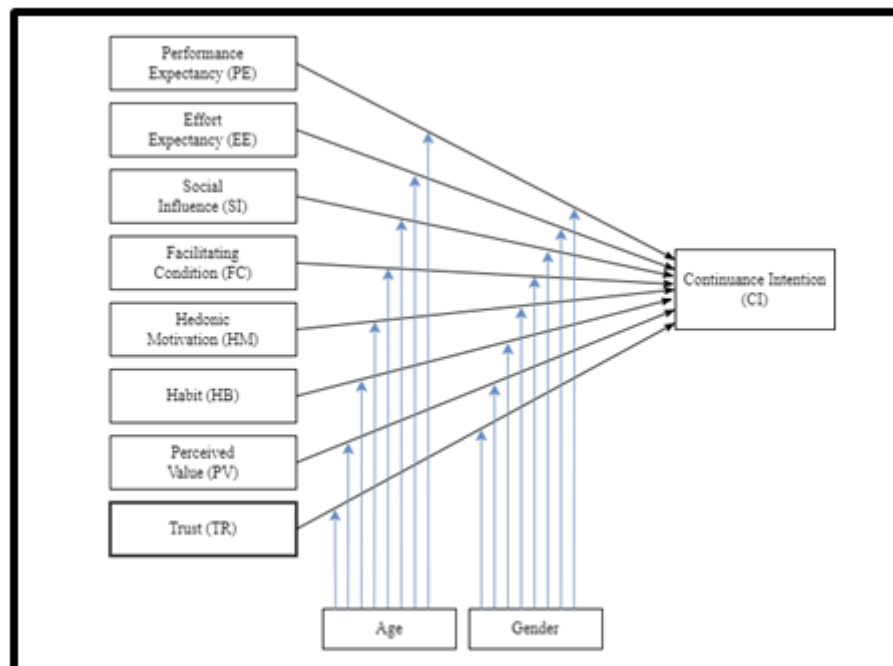 Performance
Expectancy (PE)
Effort
Expectancy (EE)
Social
Influence (SI)
Facilitating
Condition (FC)
Hedonic
Motivation (HM)
Habit (HB)
Perceived
Value (PV)
Trust (TR)
Continuance Intention
(CI)
Age
Gender